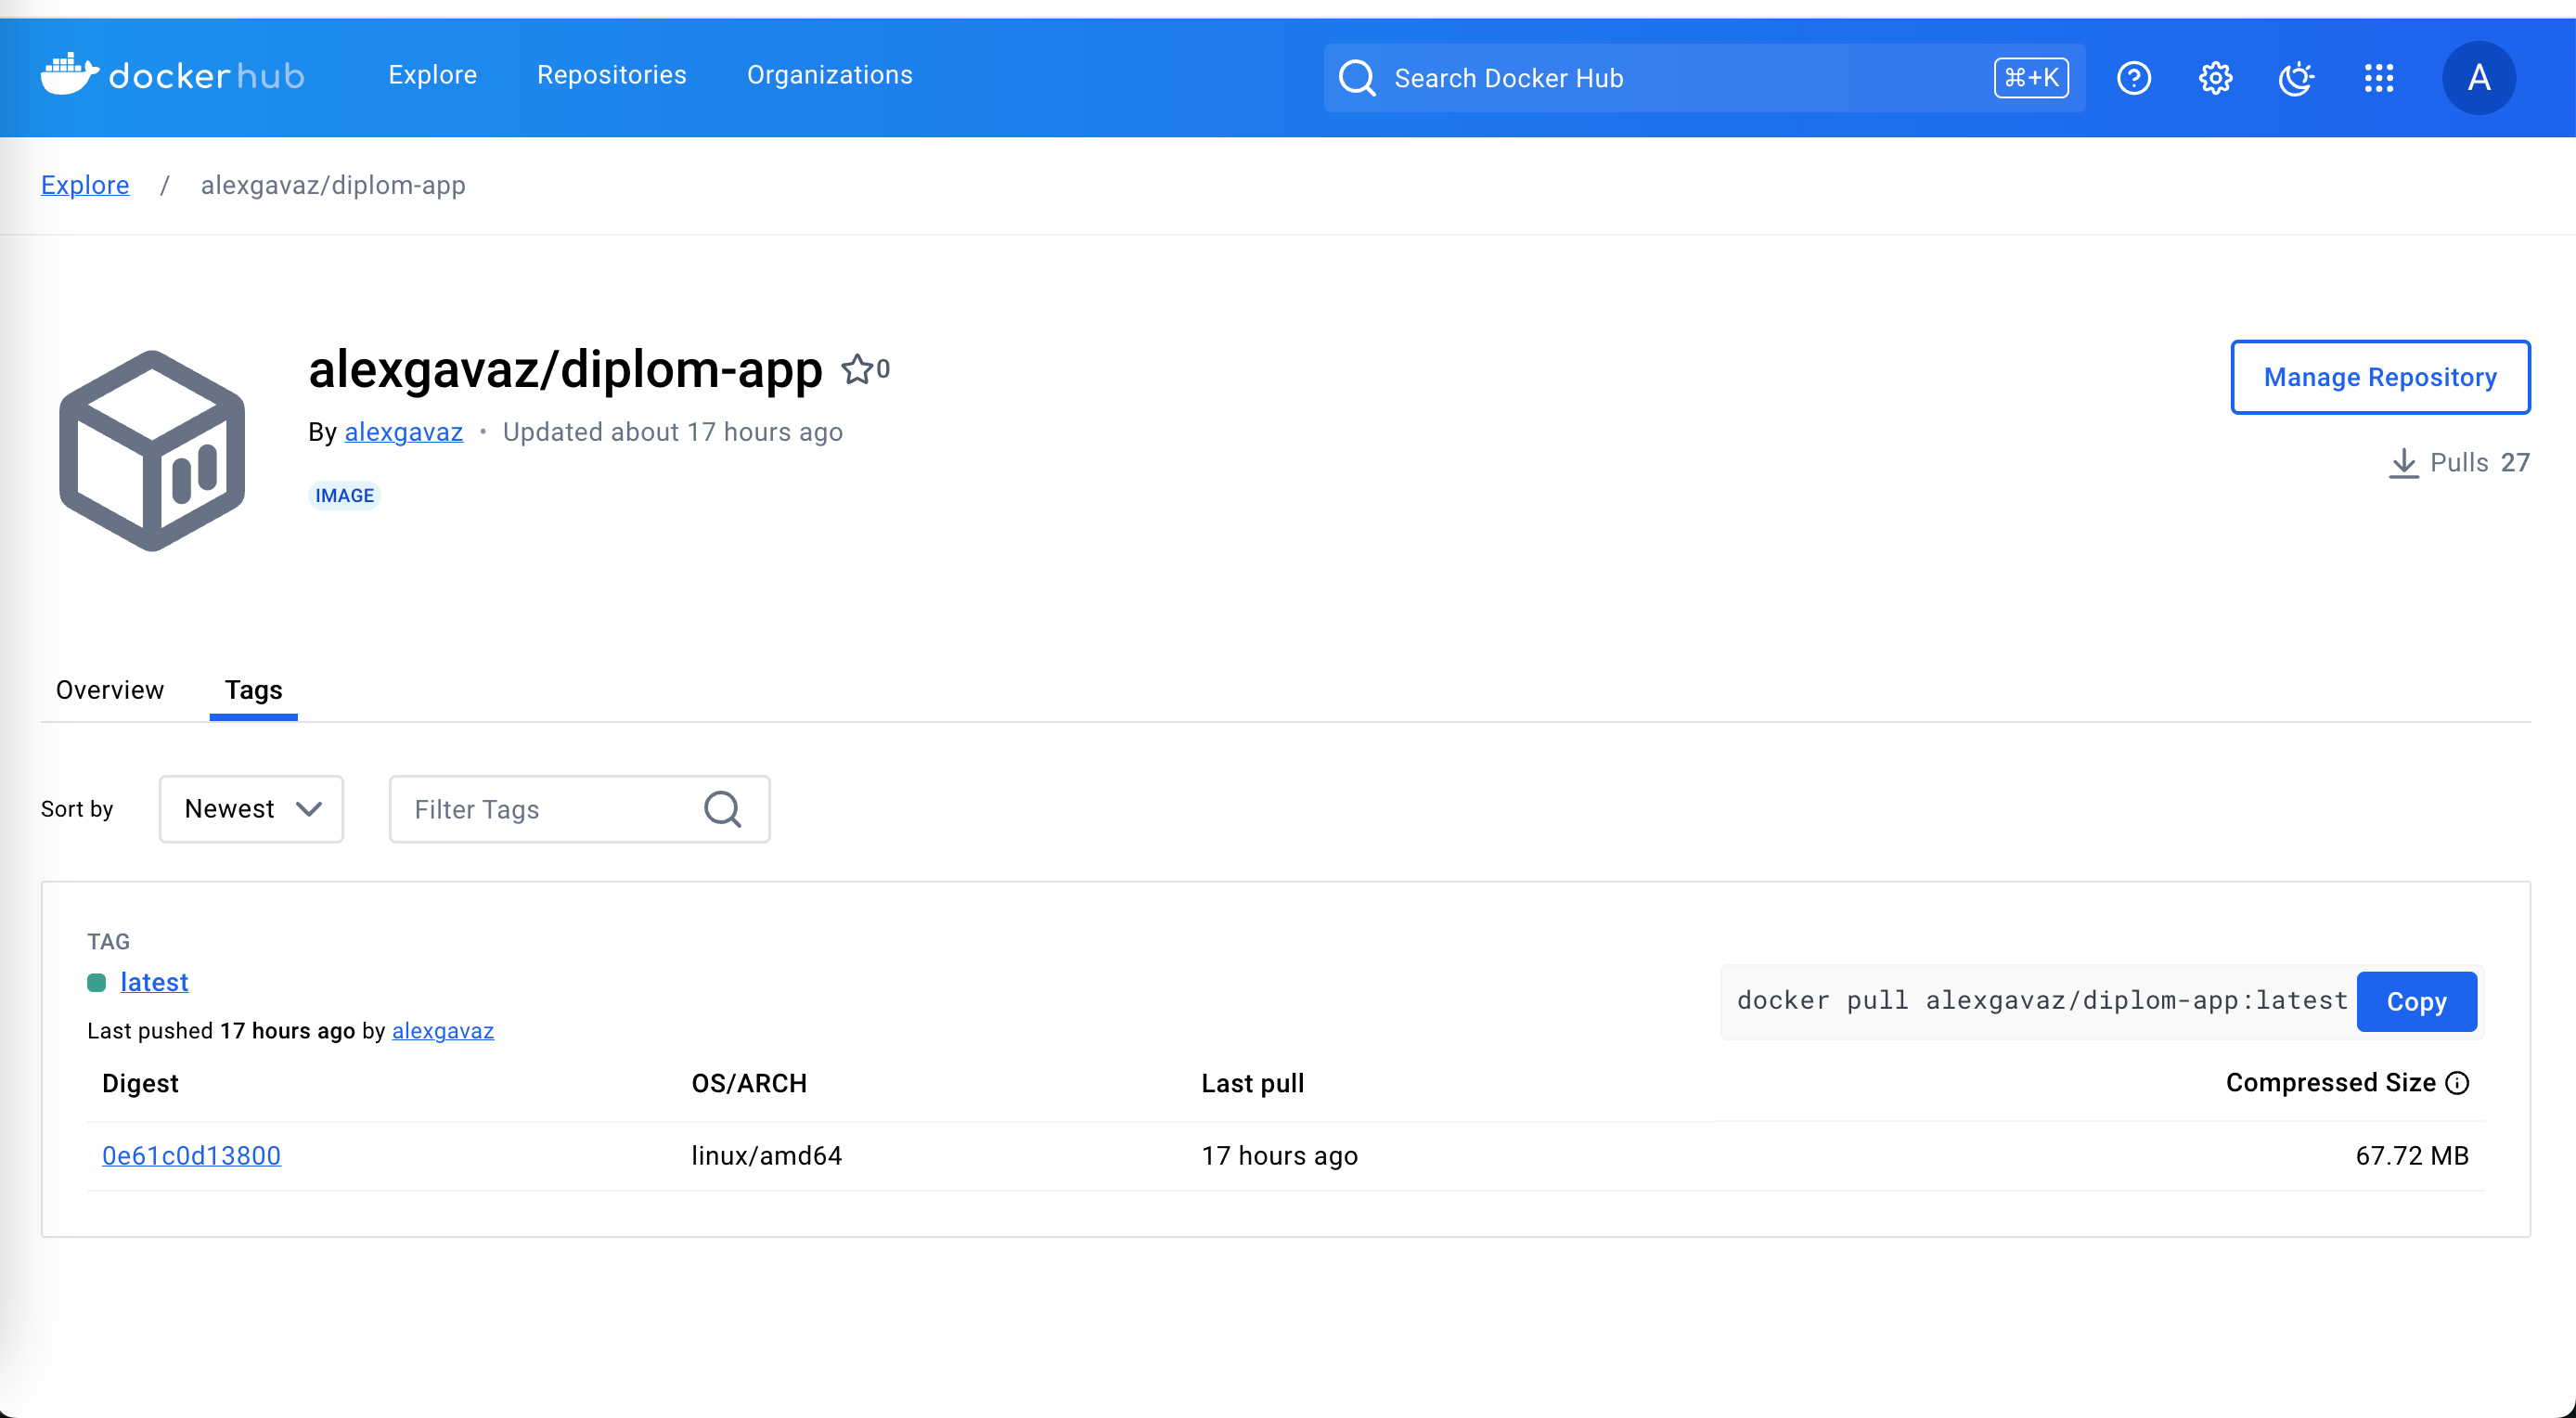 dockerhub Explore Repositories Organizations Search Docker Hub ⌘+K A
Explore / alexgavaz/diplom-app
alexgavaz/diplom-app 0
By alexgavaz • Updated about 17 hours ago
IMAGE
Manage Repository
Pulls 27
Overview Tags
Sort by Newest Filter Tags
TAG
latest
Last pushed 17 hours ago by alexgavaz
docker pull alexgavaz/diplom-app:latest Copy
Digest OS/ARCH Last pull Compressed Size
0e61c0d13800 linux/amd64 17 hours ago 67.72 MB